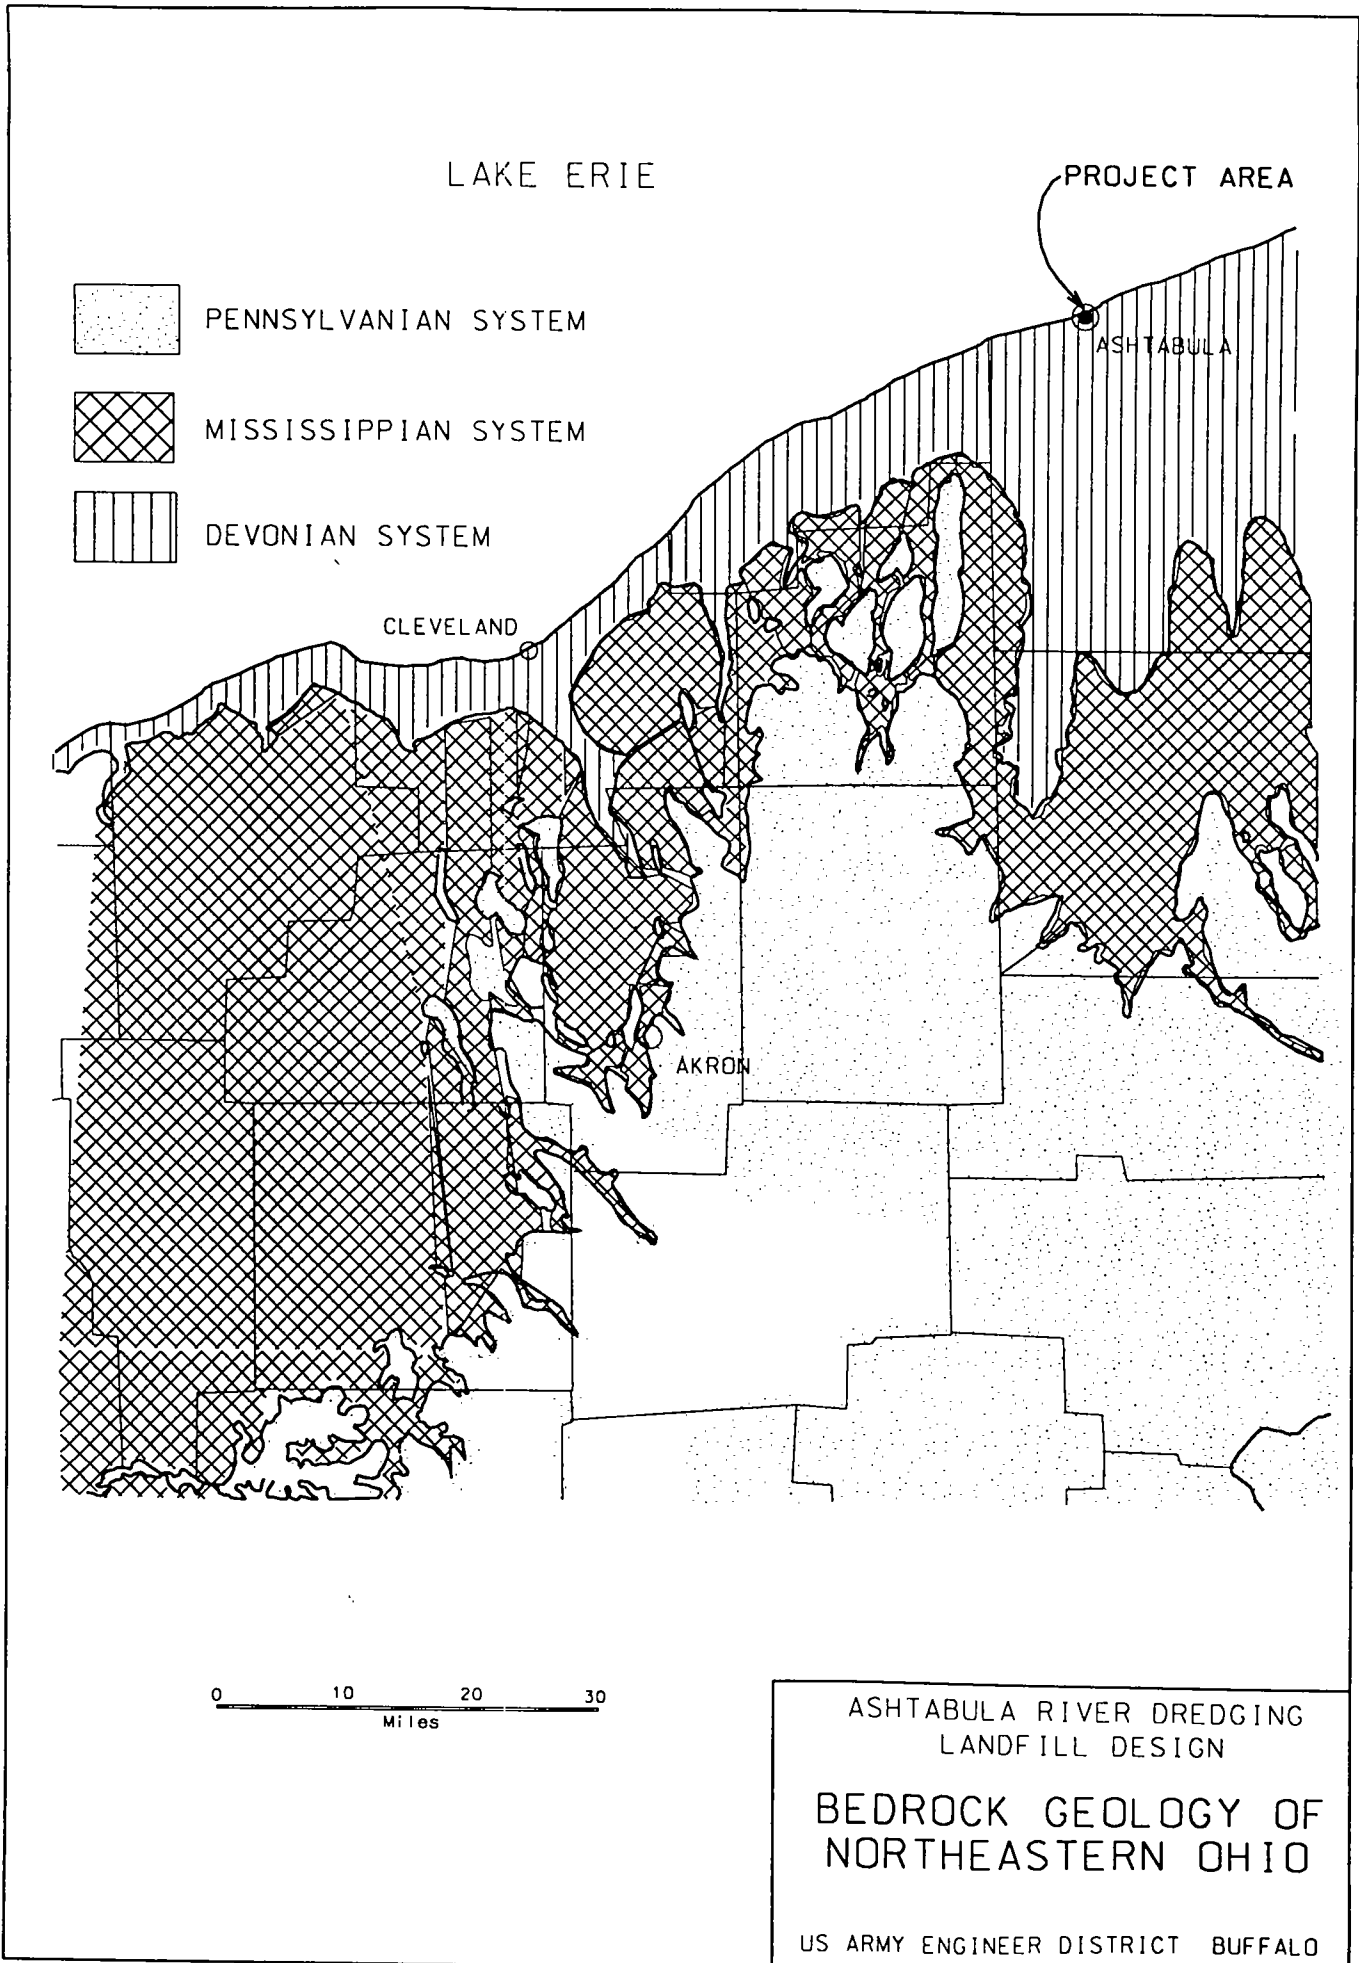 LAKE ERIE
PROJECT AREA
PENNSYLVANIAN SYSTEM
ASHTABULA
MISSISSIPPIAN SYSTEM
DEVONIAN SYSTEM
CLEVELAND
AKRON
0 10 20 30
Miles
ASHTABULA RIVER DREDGING
LANDFILL DESIGN
BEDROCK GEOLOGY OF
NORTHEASTERN OHIO
US ARMY ENGINEER DISTRICT BUFFALO